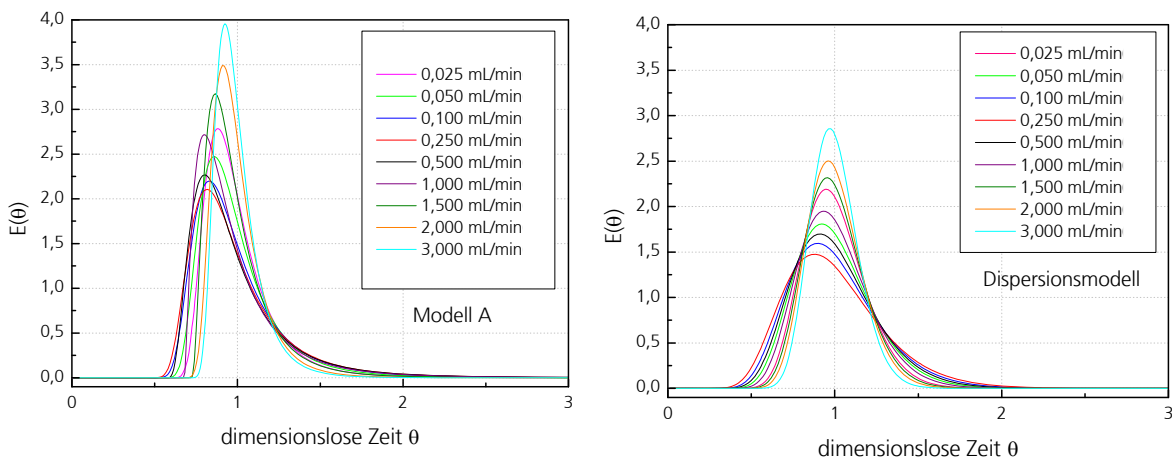 4,0
3,5
3,0
2,5
2,0
1,5
1,0
0,5
0,0
E(θ)
0,025 mL/min
0,050 mL/min
0,100 mL/min
0,250 mL/min
0,500 mL/min
1,000 mL/min
1,500 mL/min
2,000 mL/min
3,000 mL/min
Modell A
0
1
2
3
dimensionslose Zeit θ
4,0
3,5
3,0
2,5
2,0
1,5
1,0
0,5
0,0
E(θ)
0,025 mL/min
0,050 mL/min
0,100 mL/min
0,250 mL/min
0,500 mL/min
1,000 mL/min
1,500 mL/min
2,000 mL/min
3,000 mL/min
Dispersionsmodell
0
1
2
3
dimensionslose Zeit θ